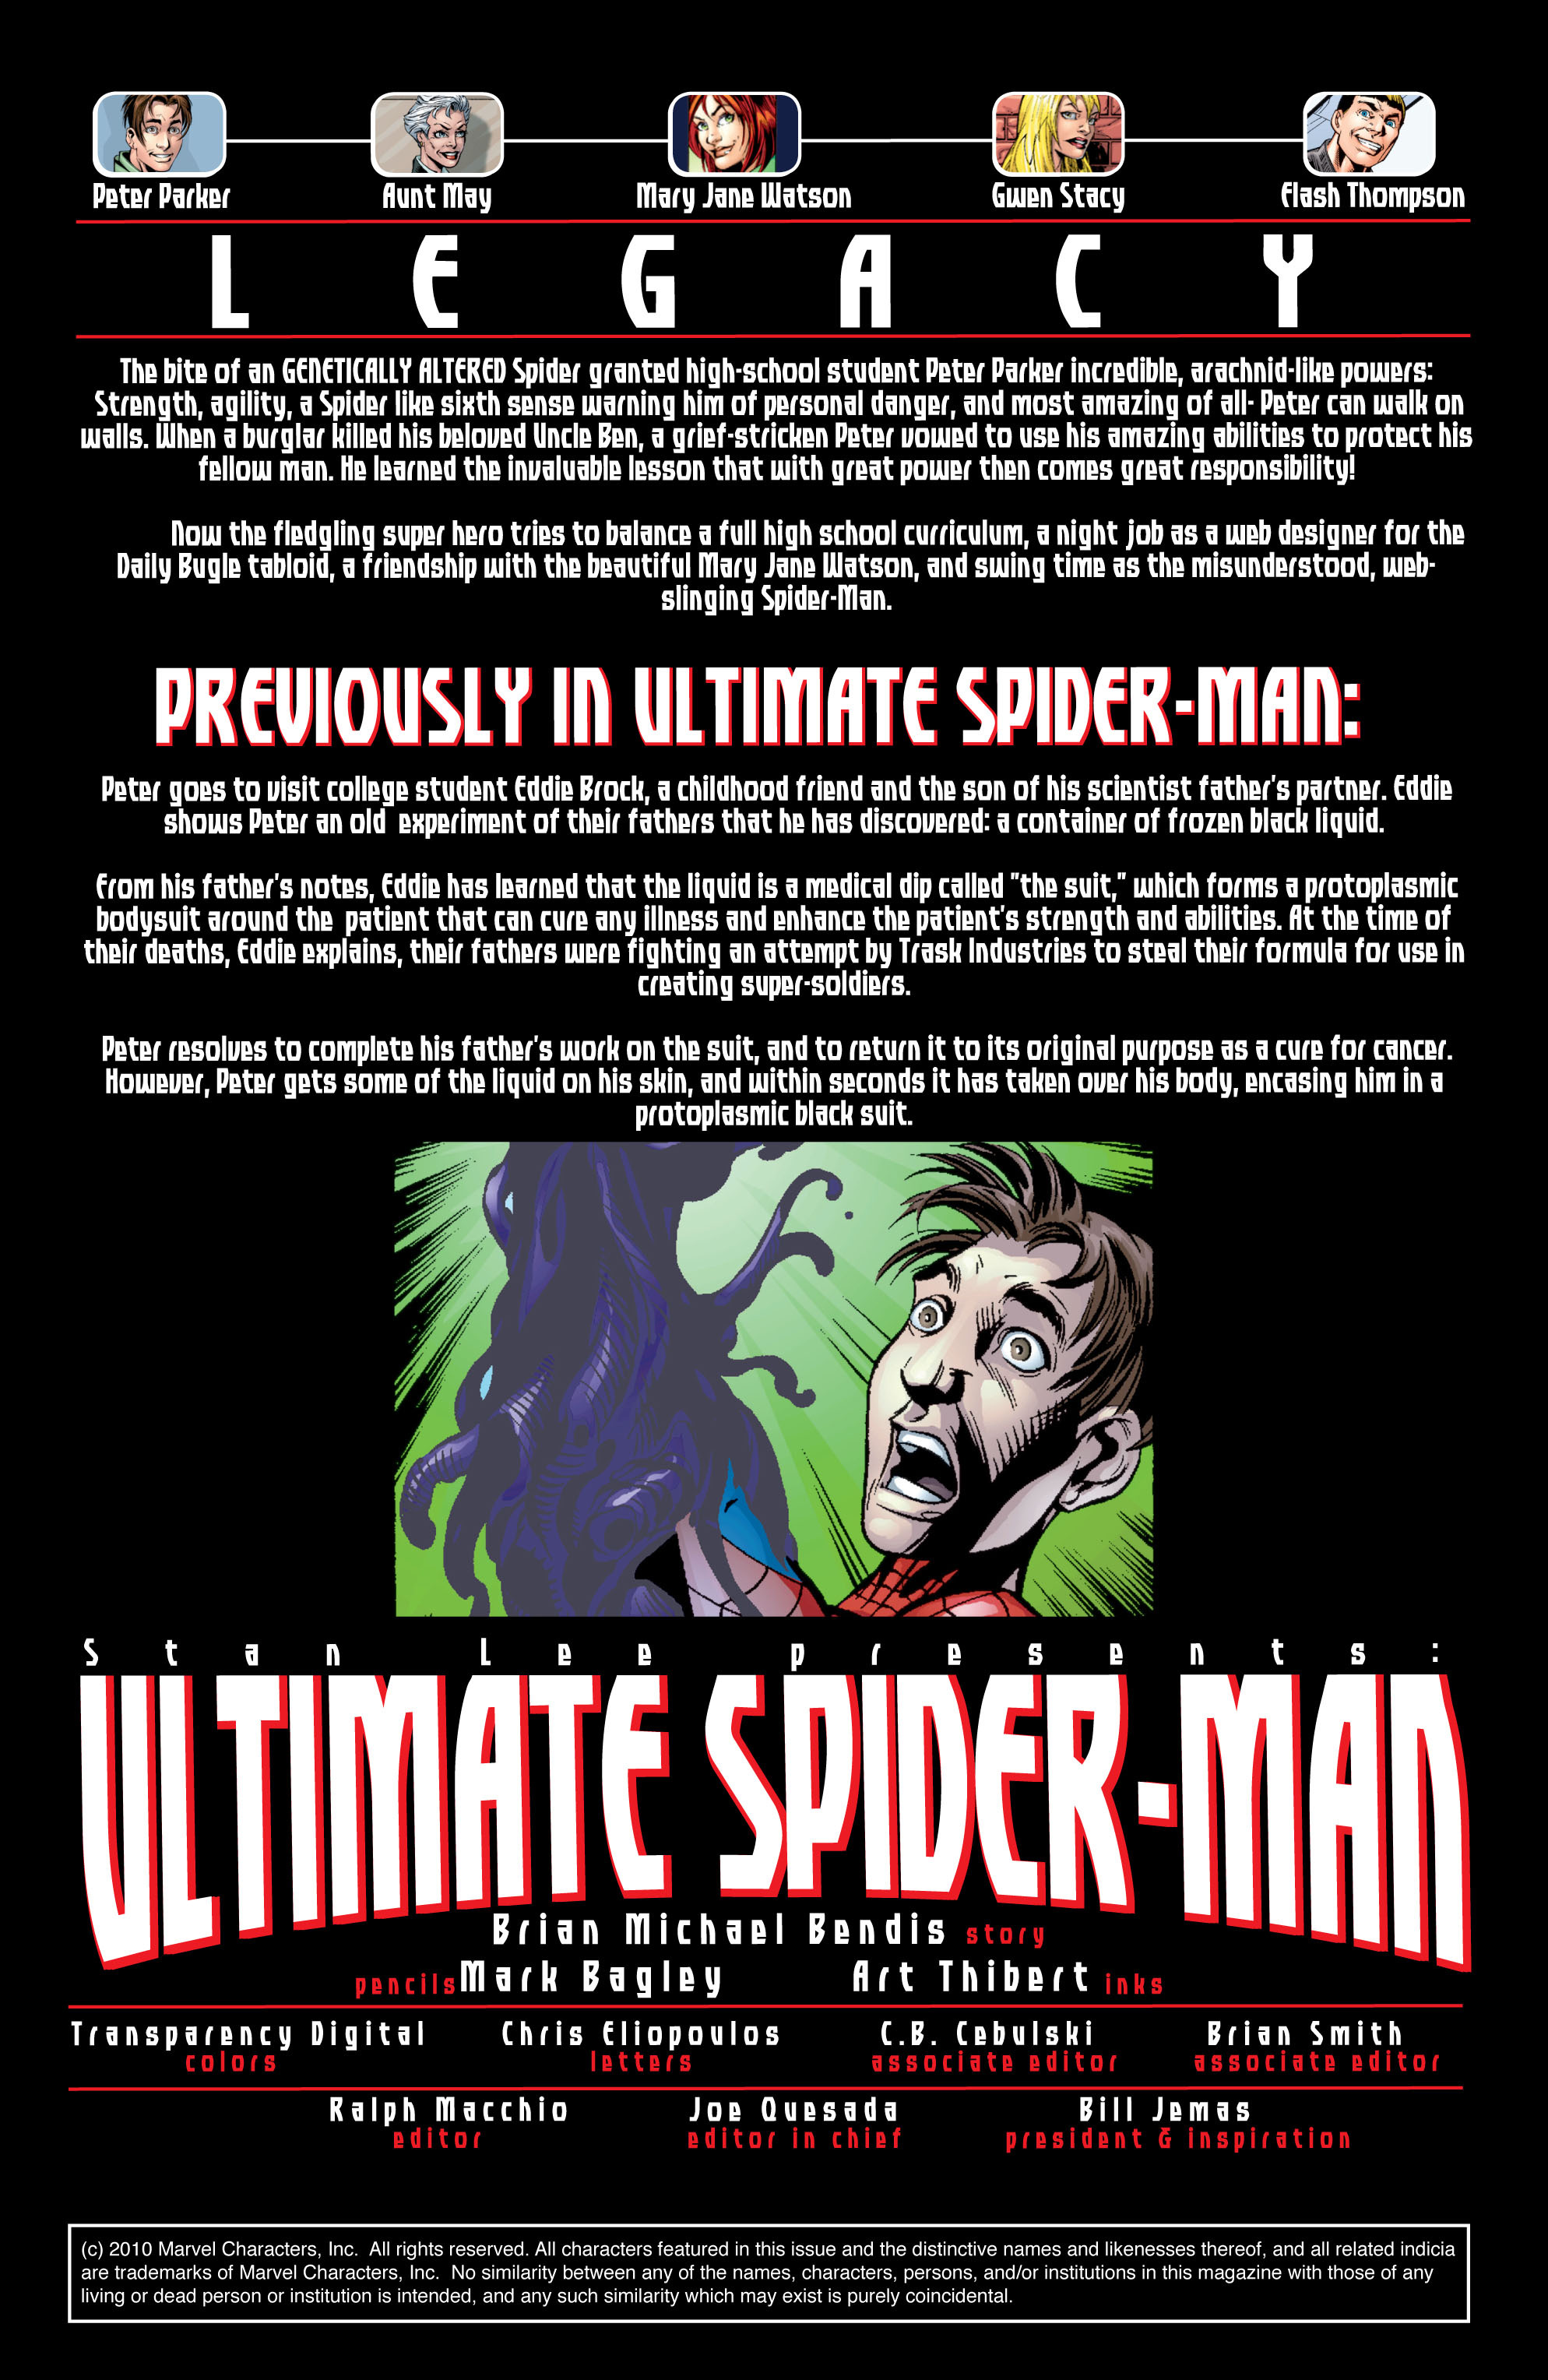 Peter Parker Aunt May Mary Jane Watson Gwen Stacy Flash Thompson
LEGACY
The bite of an GENETICALLY ALTERED Spider granted high-school student Peter Parker incredible, arachnid-like powers:
Strength, agility, a Spider like sixth sense warning him of personal danger, and most amazing of all- Peter can walk on
walls. When a burglar killed his beloved Uncle Ben, a grief-stricken Peter vowed to use his amazing abilities to protect his
fellow man. He learned the invaluable lesson that with great power then comes great responsibility!
Now the fledgling super hero tries to balance a full high school curriculum, a night job as a web designer for the
Daily Bugle tabloid, a friendship with the beautiful Mary Jane Watson, and swing time as the misunderstood, web-
slinging Spider-Man.
PREVIOUSLY IN ULTIMATE SPIDER-MAN:
Peter goes to visit college student Eddie Brock, a childhood friend and the son of his scientist father's partner. Eddie
shows Peter an old experiment of their fathers that he has discovered: a container of frozen black liquid.
From his father's notes, Eddie has learned that the liquid is a medical dip called "the suit," which forms a protoplasmic
bodysuit around the patient that can cure any illness and enhance the patient's strength and abilities. At the time of
their deaths, Eddie explains, their fathers were fighting an attempt by Trask Industries to steal their formula for use in
creating super-soldiers.
Peter resolves to complete his father's work on the suit, and to return it to its original purpose as a cure for cancer.
However, Peter gets some of the liquid on his skin, and within seconds it has taken over his body, encasing him in a
protoplasmic black suit.
Stan Lee presents:
ULTIMATE SPIDER-MAN
Brian Michael Bendis story
pencils Mark Bagley Art Thibert inks
Transparency Digital Chris Eliopoulos C.B. Cebulski Brian Smith
colors letters associate editor associate editor
Ralph Macchio Joe Quesada Bill Jemas
editor editor in chief president & inspiration
(c) 2010 Marvel Characters, Inc. All rights reserved. All characters featured in this issue and the distinctive names and likenesses thereof, and all related indicia
are trademarks of Marvel Characters, Inc. No similarity between any of the names, characters, persons, and/or institutions in this magazine with those of any
living or dead person or institution is intended, and any such similarity which may exist is purely coincidental.